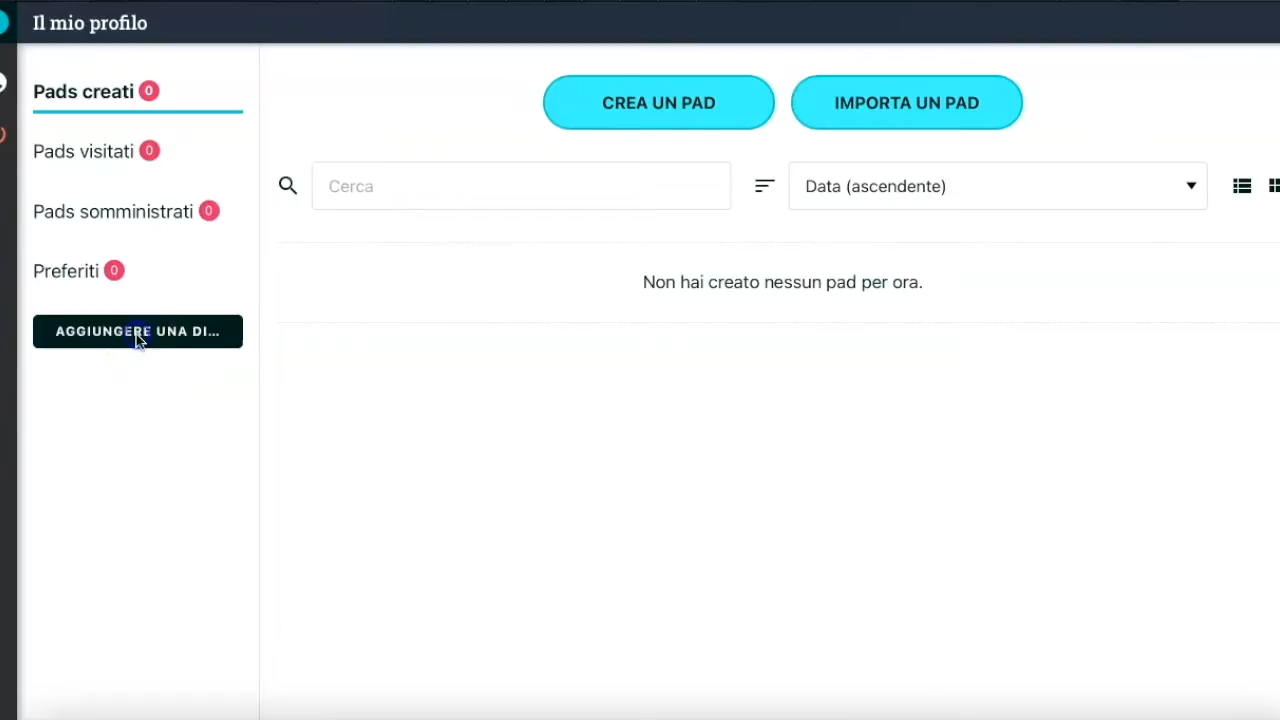 Il mio profilo
Pads creati 0
Pads visitati 0
Pads somministrati 0
Preferiti 0
AGGIUNGERE UNA DI...
CREA UN PAD
IMPORTA UN PAD
Cerca
Data (ascendente)
Non hai creato nessun pad per ora.